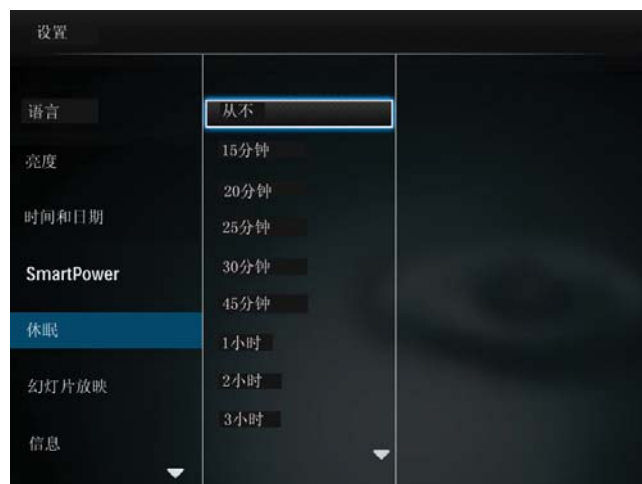 设置
语言
亮度
时间和日期
SmartPower
休眠
幻灯片放映
信息
从不
15分钟
20分钟
25分钟
30分钟
45分钟
1小时
2小时
3小时